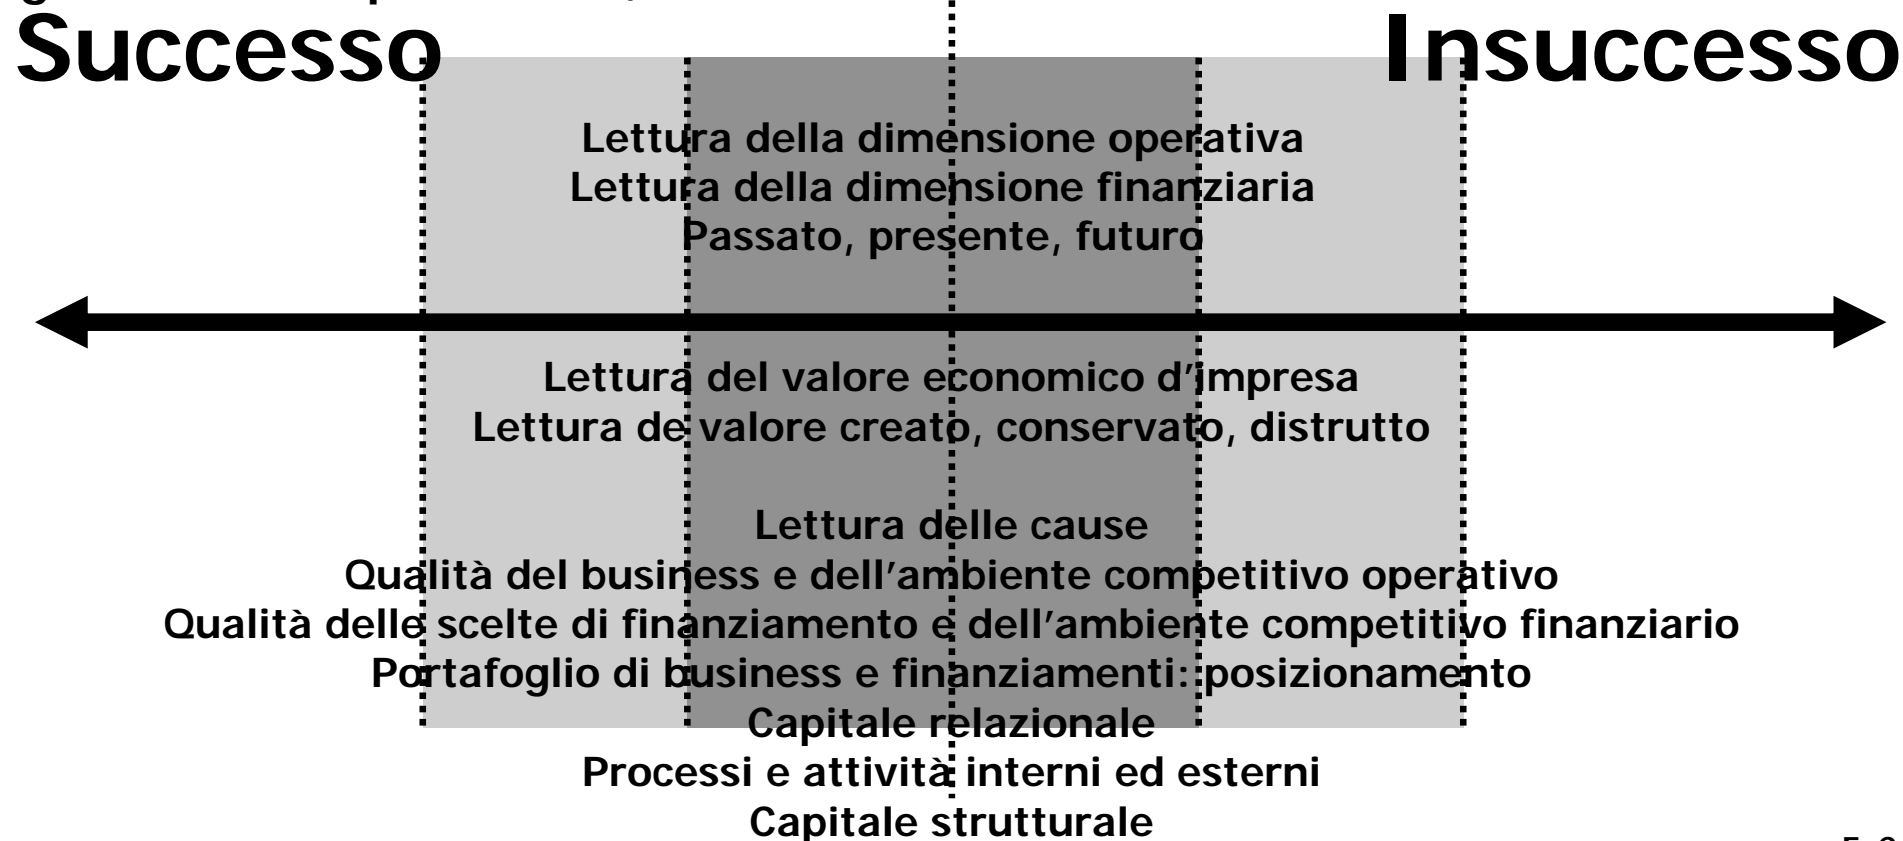 Successo
Insuccesso
Lettura della dimensione operativa
Lettura della dimensione finanziaria
Passato, presente, futuro
Lettura del valore economico d’impresa
Lettura de valore creato, conservato, distrutto
Lettura delle cause
Qualità del business e dell’ambiente competitivo operativo
Qualità delle scelte di finanziamento e dell’ambiente competitivo finanziario
Portafoglio di business e finanziamenti: posizionamento
Capitale relazionale
Processi e attività interni ed esterni
Capitale strutturale